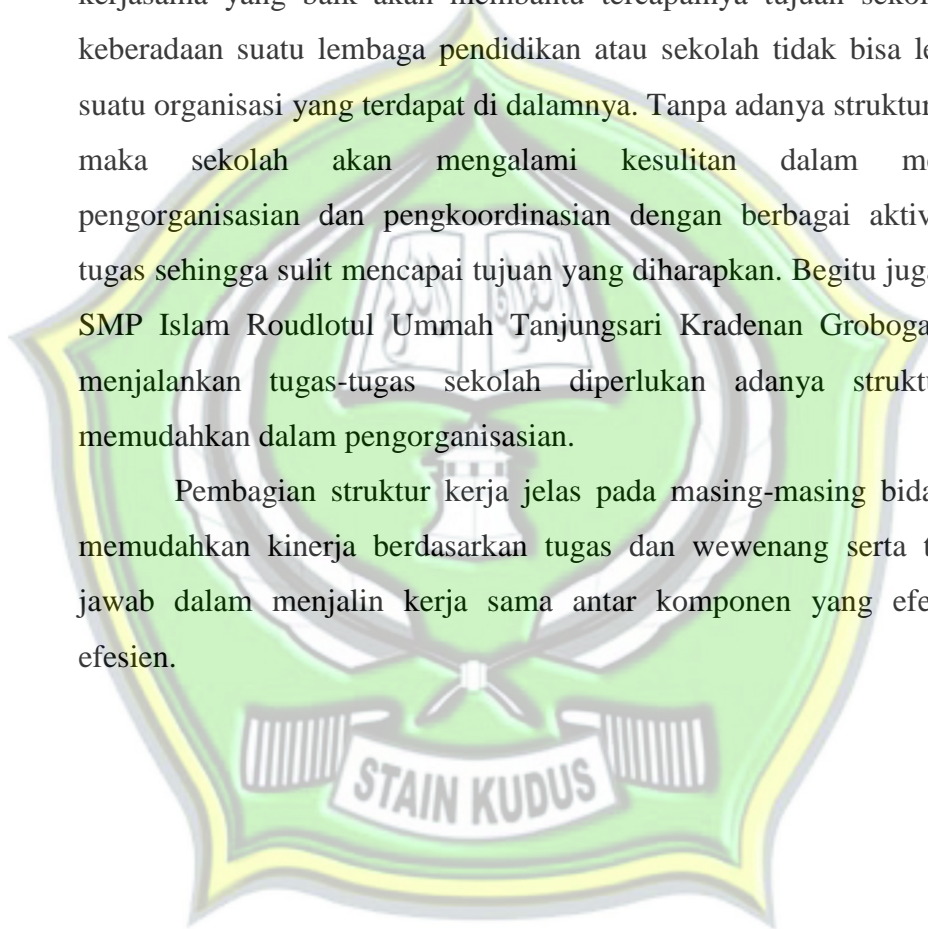 kerjasama yang baik akan membantu tercapainya tujuan sekol
keberadaan suatu lembaga pendidikan atau sekolah tidak bisa le
suatu organisasi yang terdapat di dalamnya. Tanpa adanya struktur
maka sekolah akan mengalami kesulitan dalam me
pengorganisasian dan pengkoordinasian dengan berbagai aktiv
tugas sehingga sulit mencapai tujuan yang diharapkan. Begitu juga
SMP Islam Roudlotul Ummah Tanjungsari Kradenan Groboga
menjalankan tugas-tugas sekolah diperlukan adanya struktu
memudahkan dalam pengorganisasian.
Pembagian struktur kerja jelas pada masing-masing bida
memudahkan kinerja berdasarkan tugas dan wewenang serta t
jawab dalam menjalin kerja sama antar komponen yang efe
efesien.
STAIN KUDUS